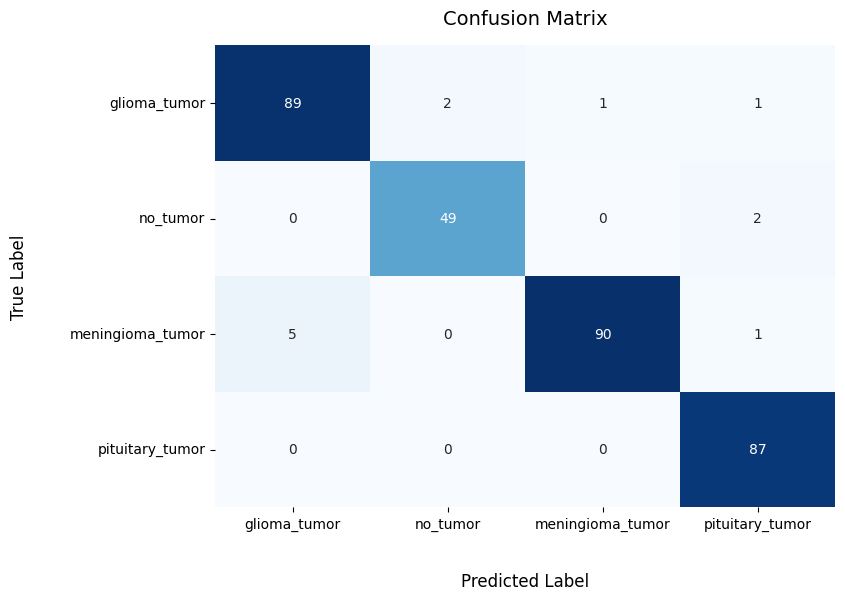 Confusion Matrix
True Label
glioma_tumor 89 2 1 1
no_tumor 0 49 0 2
meningioma_tumor 5 0 90 1
pituitary_tumor 0 0 0 87
glioma_tumor no_tumor meningioma_tumor pituitary_tumor
Predicted Label